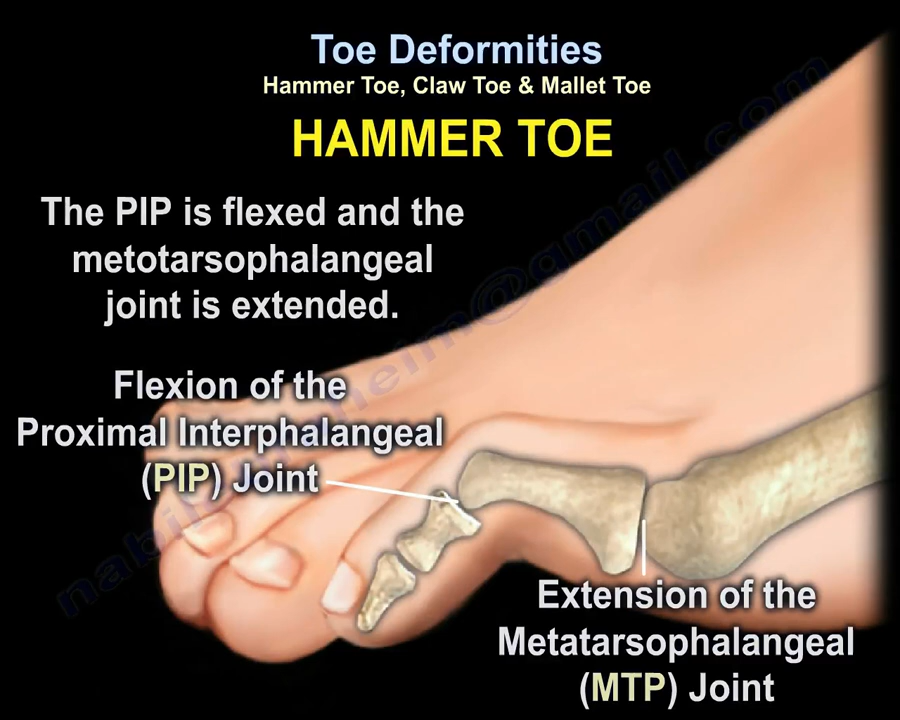 Toe Deformities
Hammer Toe, Claw Toe & Mallet Toe
HAMMER TOE
The PIP is flexed and the
metotarsophalangeal
joint is extended.
Flexion of the
Proximal Interphalangeal
(PIP) Joint
Extension of the
Metatarsophalangeal
(MTP) Joint